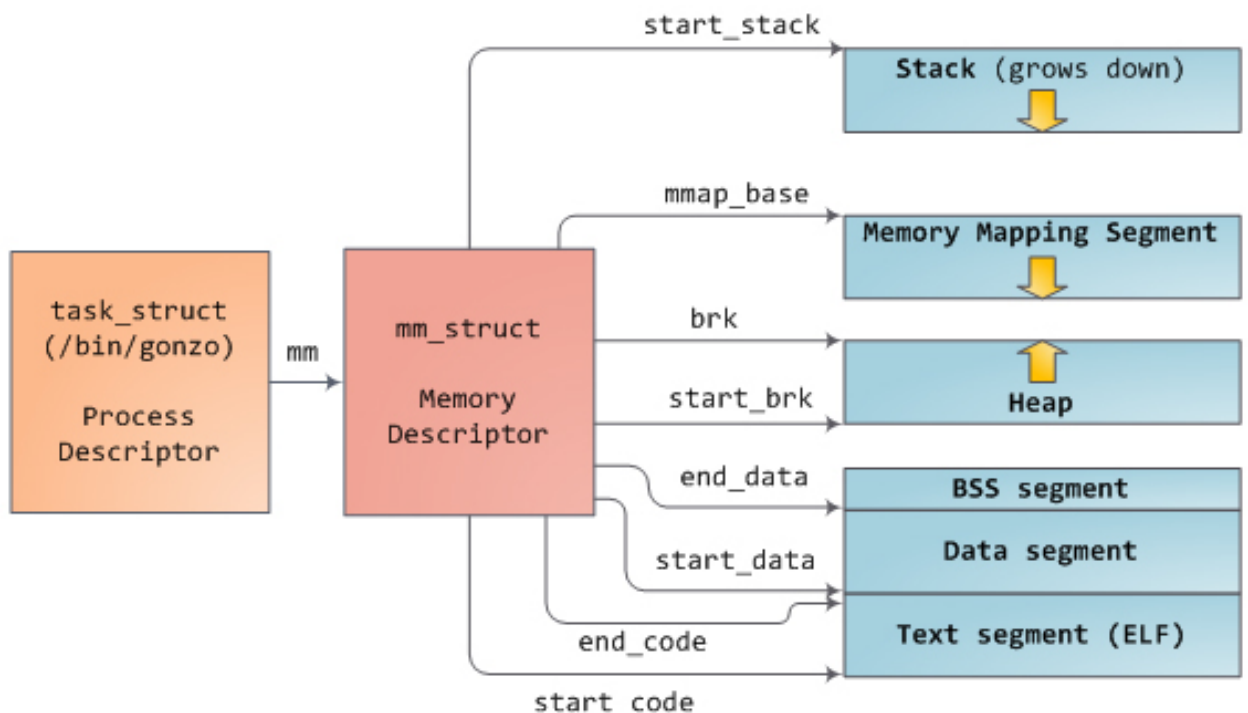 start_stack
Stack (grows down)
mmap_base
Memory Mapping Segment
task_struct
(/bin/gonzo)
Process
Descriptor
mm
mm_struct
Memory
Descriptor
brk
start_brk
Heap
end_data
BSS segment
Data segment
start_data
end_code
Text segment (ELF)
start code